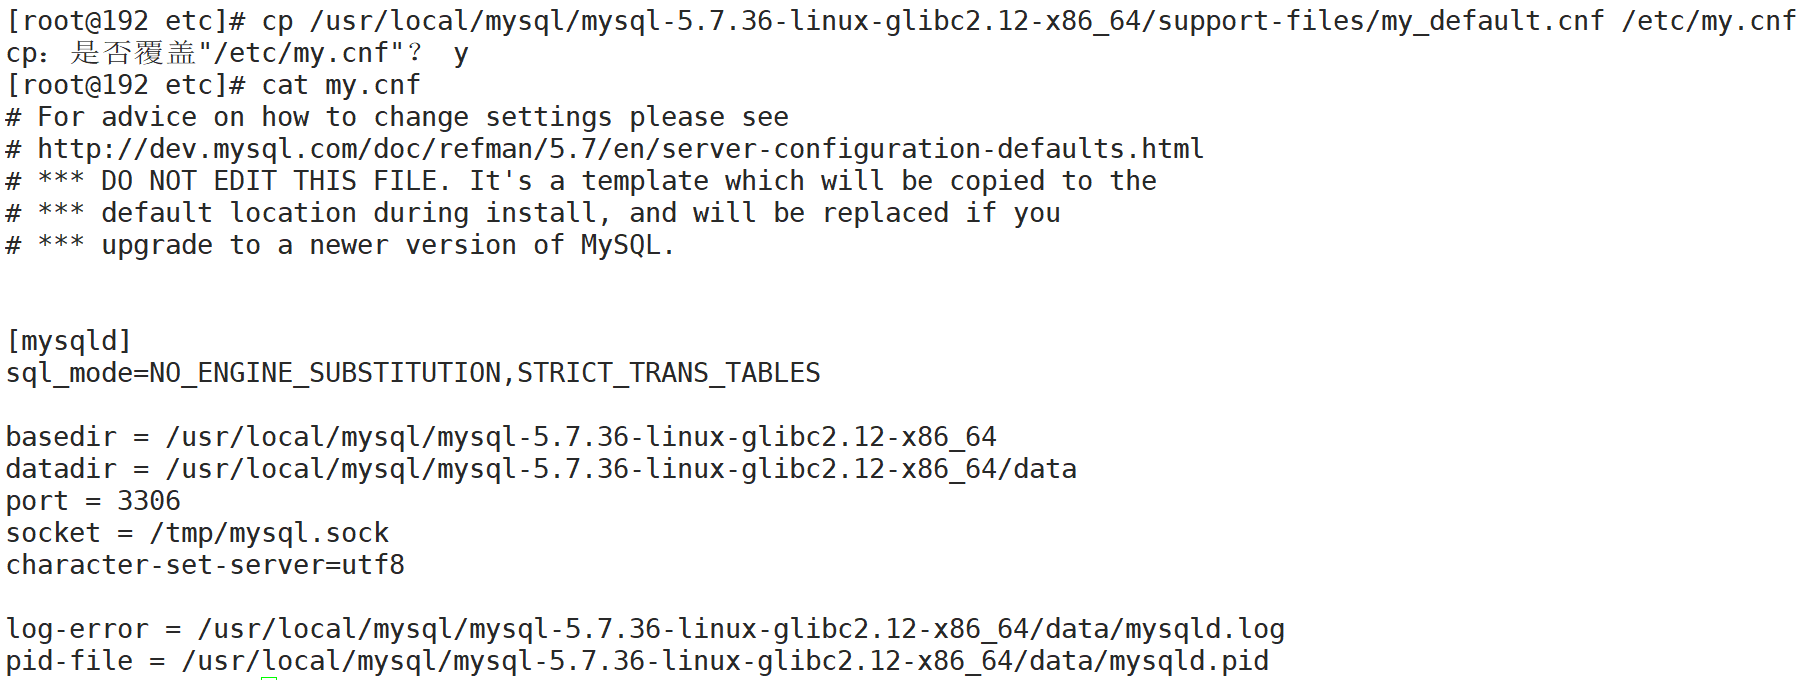 [root@192 etc]# cp /usr/local/mysql/mysql-5.7.36-linux-glibc2.12-x86_64/support-files/my_default.cnf /etc/my.cnf
cp：是否覆盖"/etc/my.cnf"？ y
[root@192 etc]# cat my.cnf
# For advice on how to change settings please see
# http://dev.mysql.com/doc/refman/5.7/en/server-configuration-defaults.html
# *** DO NOT EDIT THIS FILE. It's a template which will be copied to the
# *** default location during install, and will be replaced if you
# *** upgrade to a newer version of MySQL.
[mysqld]
sql_mode=NO_ENGINE_SUBSTITUTION,STRICT_TRANS_TABLES
basedir = /usr/local/mysql/mysql-5.7.36-linux-glibc2.12-x86_64
datadir = /usr/local/mysql/mysql-5.7.36-linux-glibc2.12-x86_64/data
port = 3306
socket = /tmp/mysql.sock
character-set-server=utf8
log-error = /usr/local/mysql/mysql-5.7.36-linux-glibc2.12-x86_64/data/mysqld.log
pid-file = /usr/local/mysql/mysql-5.7.36-linux-glibc2.12-x86_64/data/mysqld.pid